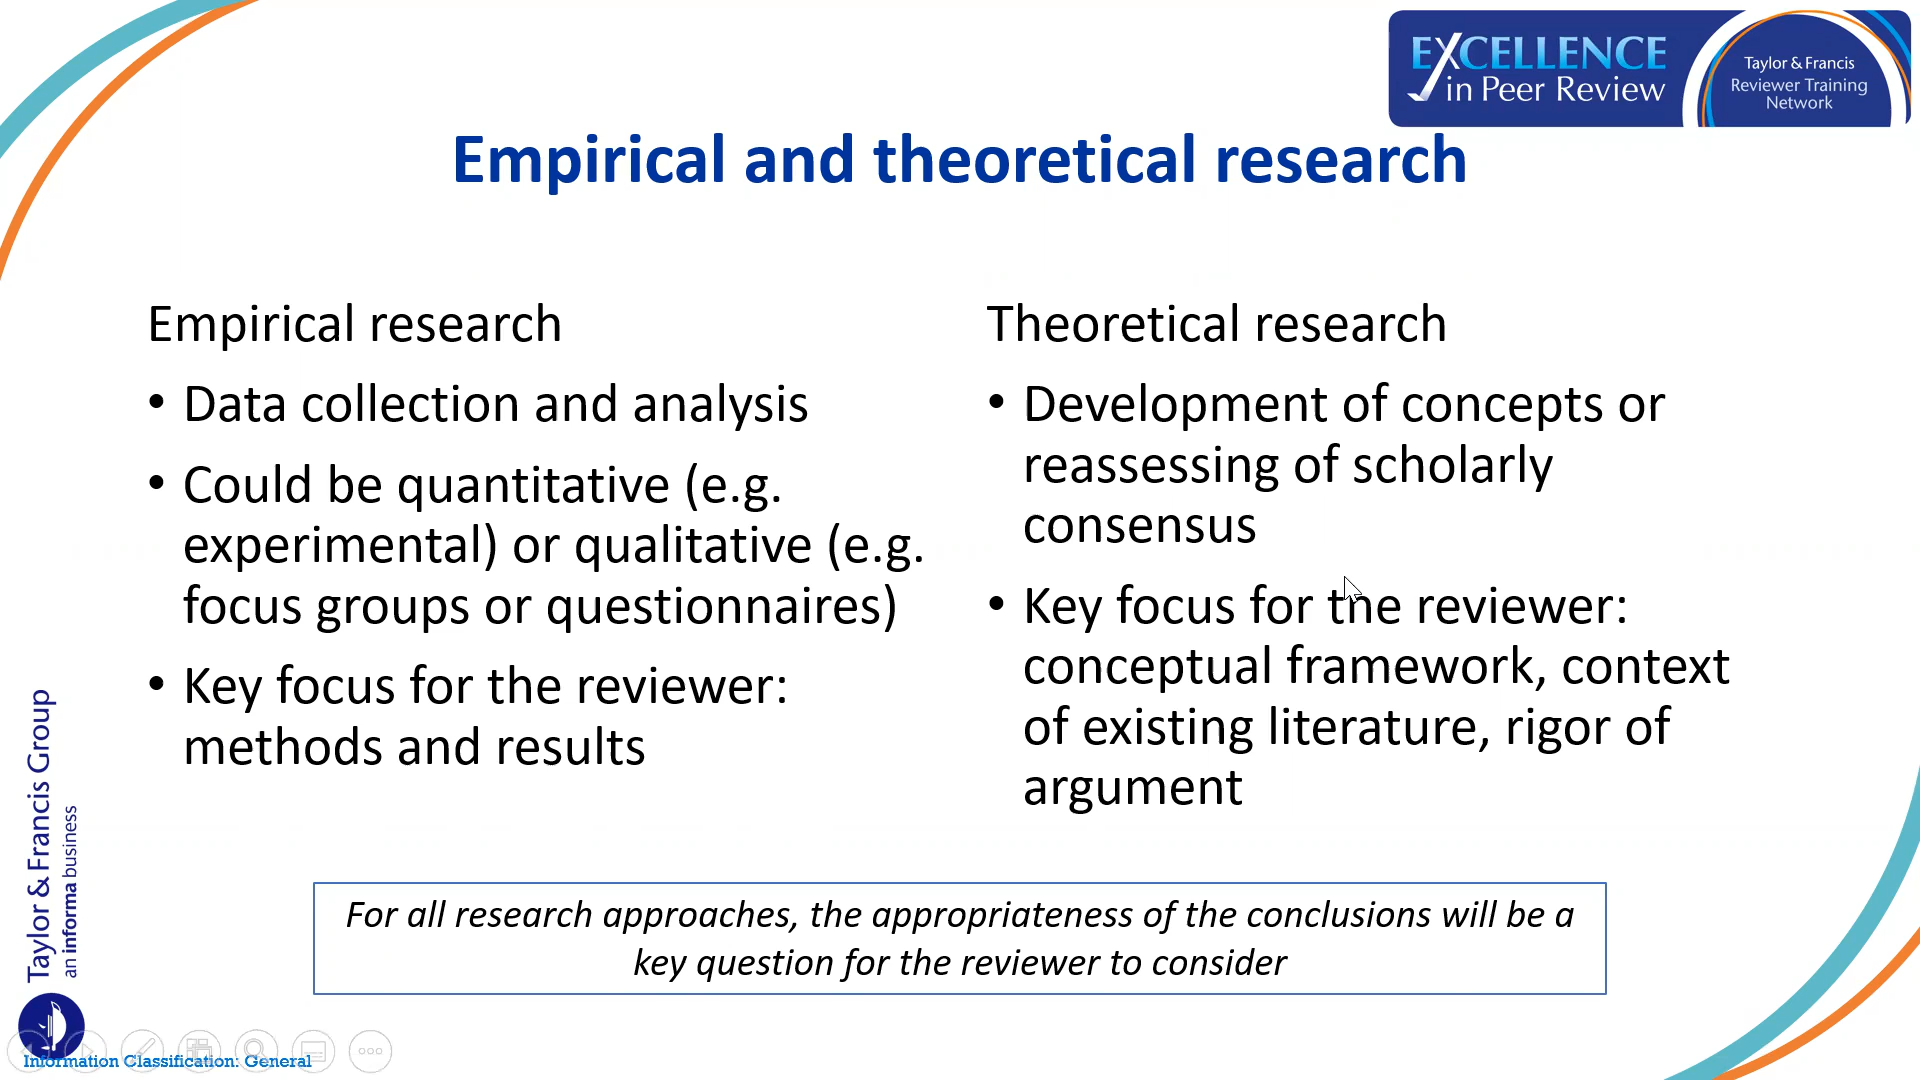 EXCELLENCE
in Peer Review
Taylor & Francis
Reviewer Training
Network
Empirical and theoretical research
Empirical research
• Data collection and analysis
• Could be quantitative (e.g.
experimental) or qualitative (e.g.
focus groups or questionnaires)
• Key focus for the reviewer:
methods and results
Theoretical research
• Development of concepts or
reassessing of scholarly
consensus
• Key focus for the reviewer:
conceptual framework, context
of existing literature, rigor of
argument
For all research approaches, the appropriateness of the conclusions will be a
key question for the reviewer to consider
Taylor & Francis Group
an informa business
Information Classification: General